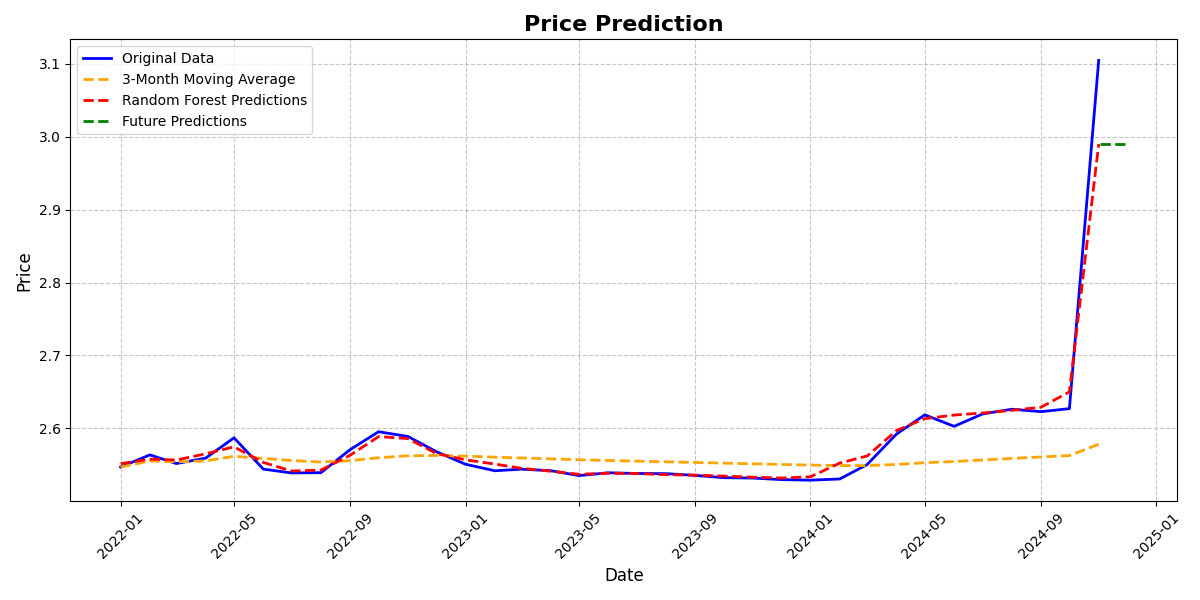 Price Prediction
Original Data
3-Month Moving Average
Random Forest Predictions
Future Predictions
Price
3.1
3.0
2.9
2.8
2.7
2.6
2022-01
2022-05
2022-09
2023-01
2023-05
2023-09
2024-01
2024-05
2024-09
2025-01
Date